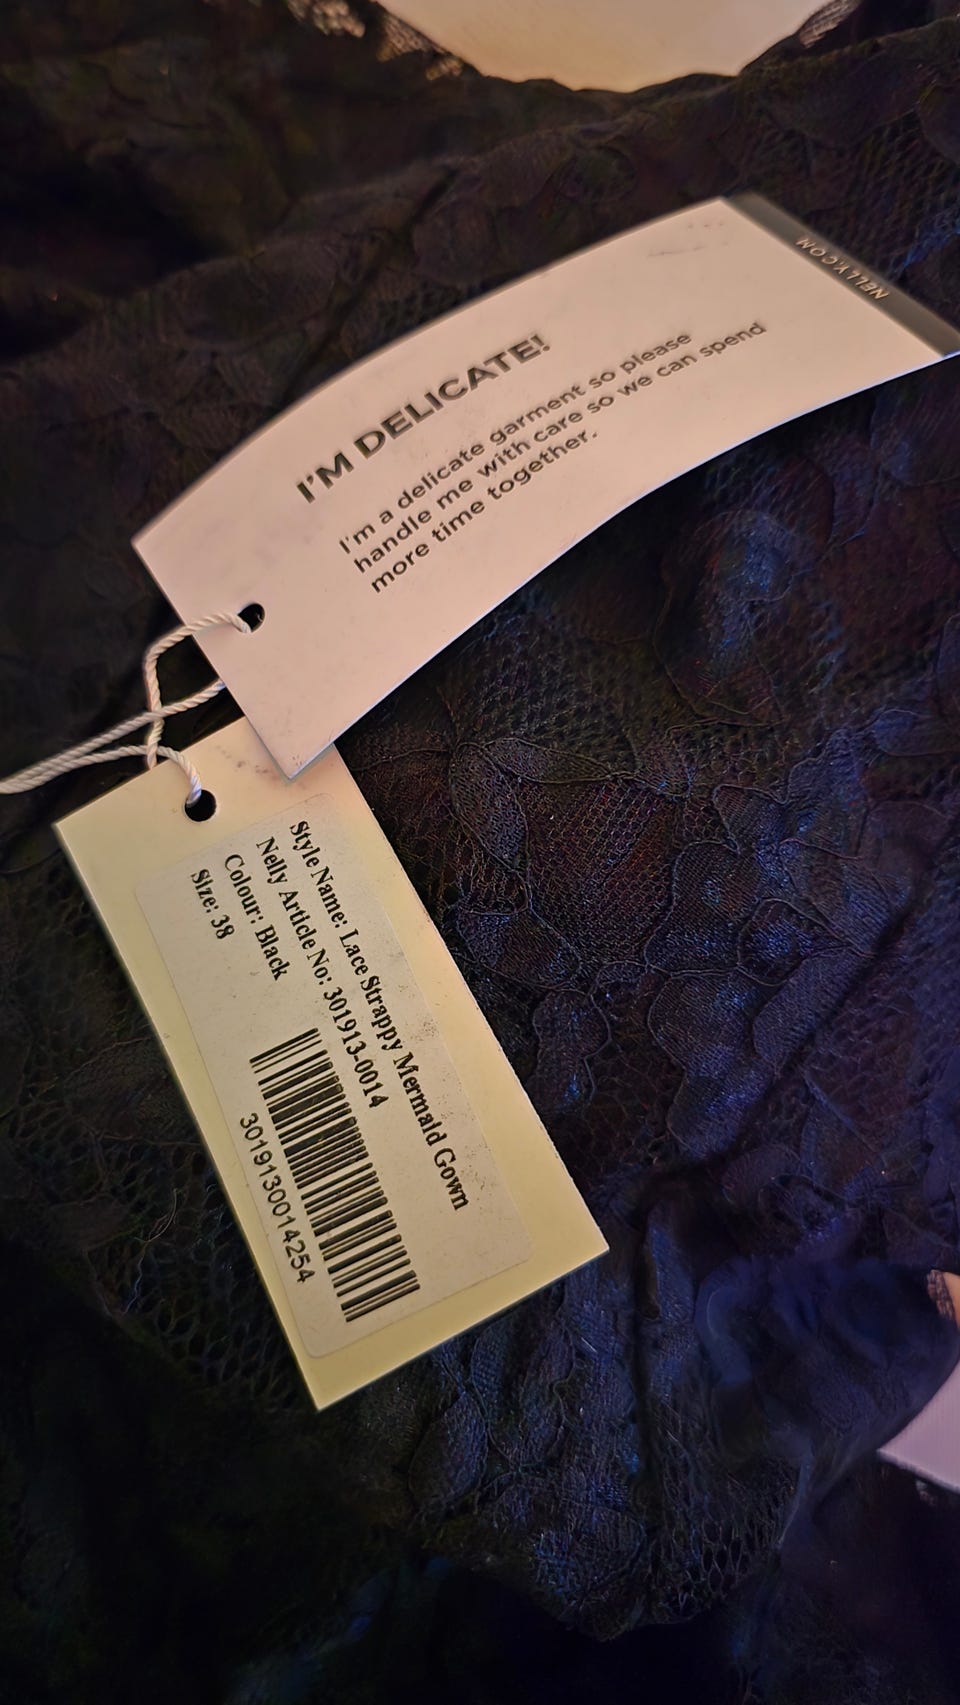 NELLY.COM
I'M DELICATE!
I'm a delicate garment so please
handle me with care so we can spend
more time together.
Style Name: Lace Strappy Mermaid Gown
Nelly Article No: 301913-0014
Colour: Black
Size: 38
3019130014254